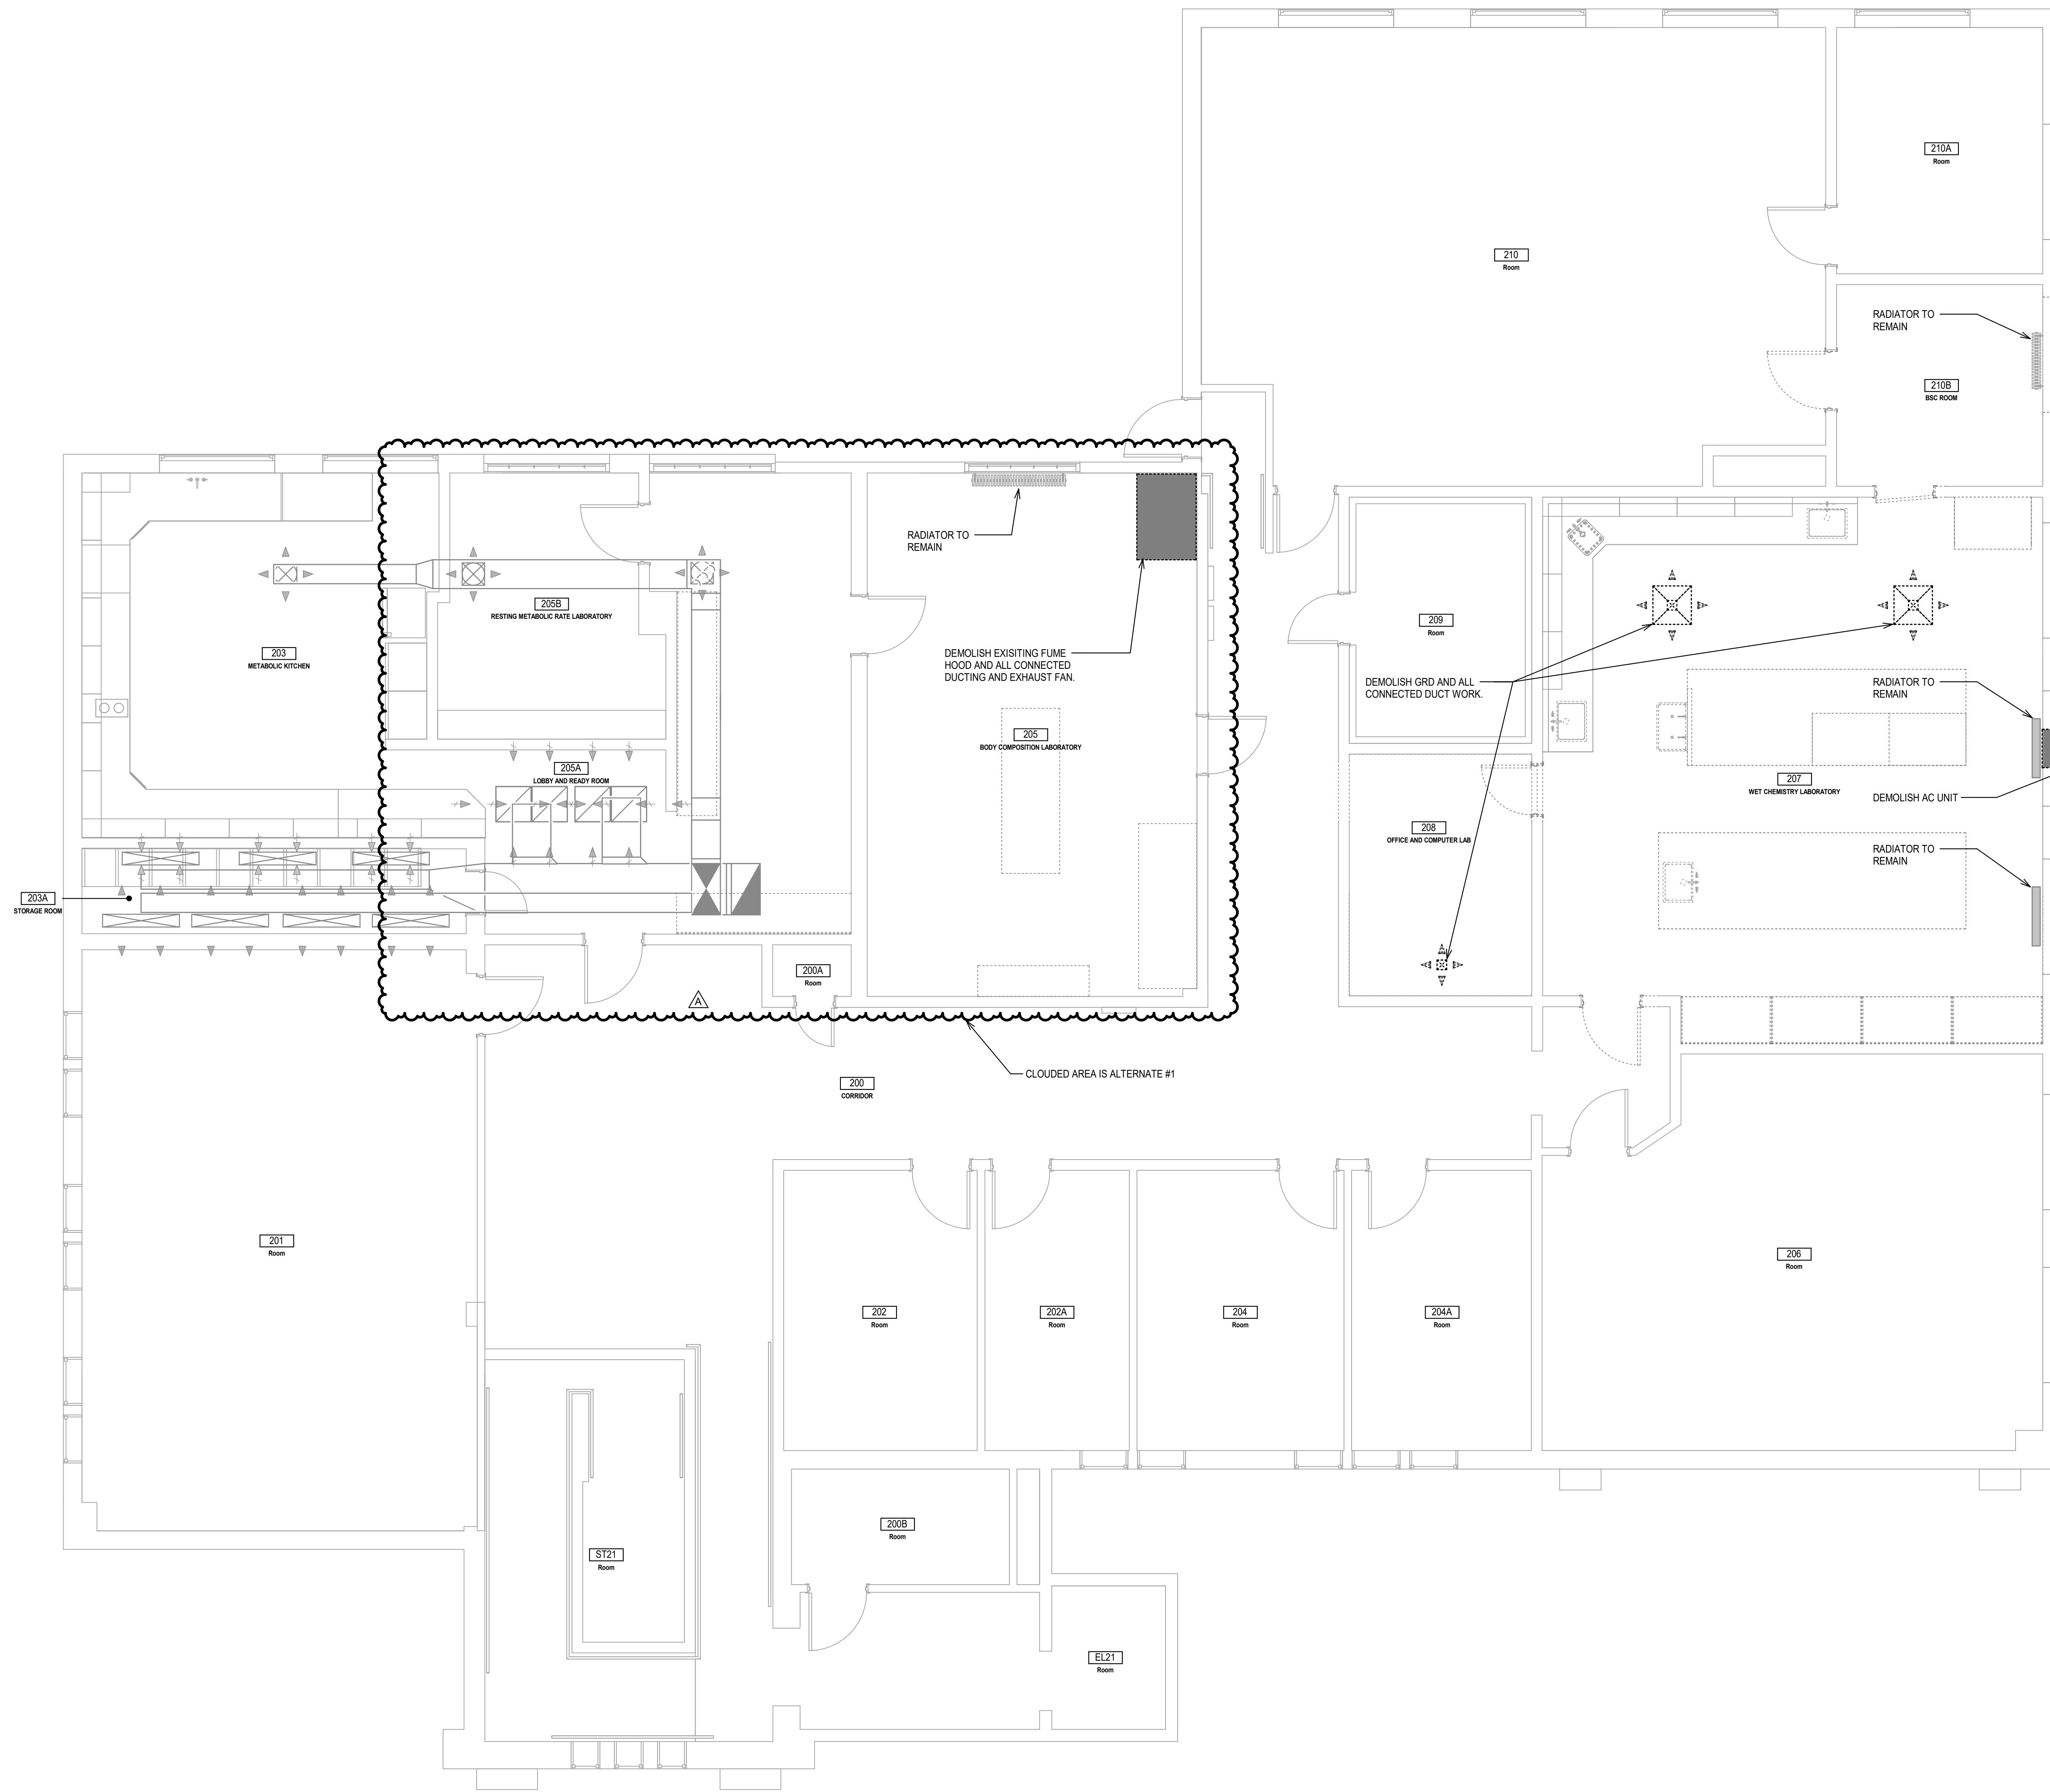 210A
Room
210
Room
RADIATOR TO
REMAIN
210B
BSC ROOM
RADIATOR TO
REMAIN
205B
RESTING METABOLIC RATE LABORATORY
209
Room
203
METABOLIC KITCHEN
DEMOLISH EXISITING FUME
HOOD AND ALL CONNECTED
DUCTING AND EXHAUST FAN.
DEMOLISH GRD AND ALL
CONNECTED DUCT WORK.
RADIATOR TO
REMAIN
205
BODY COMPOSITION LABORATORY
205A
LOBBY AND READY ROOM
207
WET CHEMISTRY LABORATORY
DEMOLISH AC UNIT
208
OFFICE AND COMPUTER LAB
RADIATOR TO
REMAIN
203A
STORAGE ROOM
200A
Room
A
CLOUDED AREA IS ALTERNATE #1
200
CORRIDOR
201
Room
206
Room
202
Room
202A
Room
204
Room
204A
Room
200B
Room
ST21
Room
EL21
Room